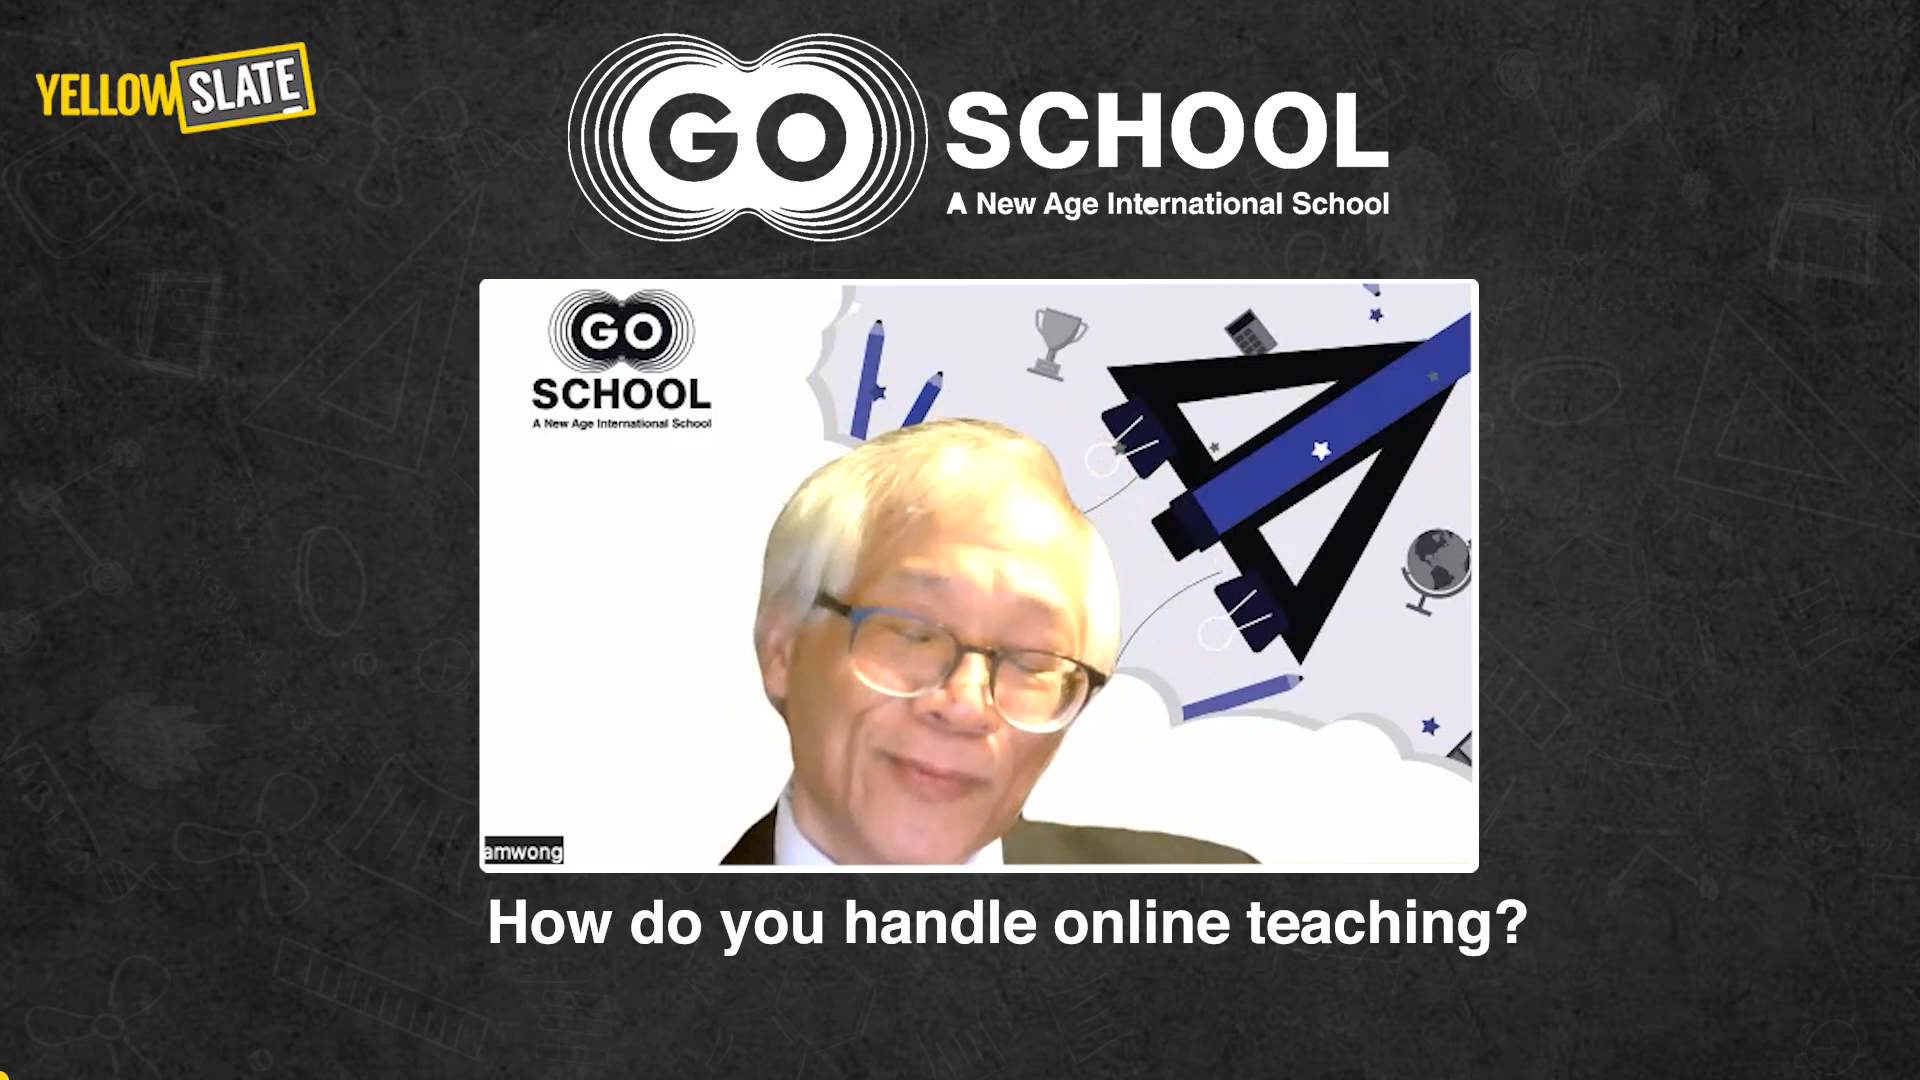 YELLOW SLATE
GO SCHOOL
A New Age International School
GO
SCHOOL
A New Age International School
amwong
How do you handle online teaching?